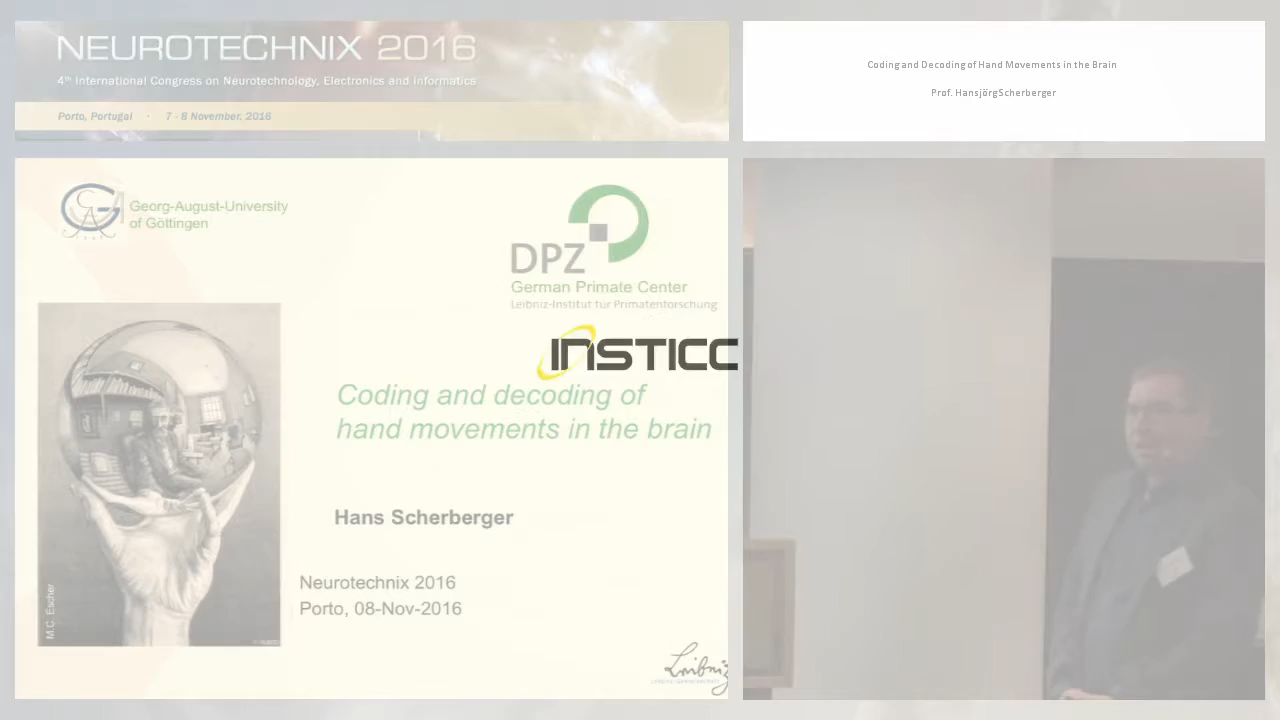 NEUROTECHNIX 2016
4th International Congress on Neurotechnology, Electronics and Informatics
Porto, Portugal · 7 - 8 November, 2016
Coding and Decoding of Hand Movements in the Brain
Prof. Hansjörg Scherberger
Georg-August-University
of Göttingen
DPZ
German Primate Center
Leibniz-Institut für Primatenforschung
INSTICC
Coding and decoding of
hand movements in the brain
Hans Scherberger
Neurotechnix 2016
Porto, 08-Nov-2016
M.C. Escher
Leibniz